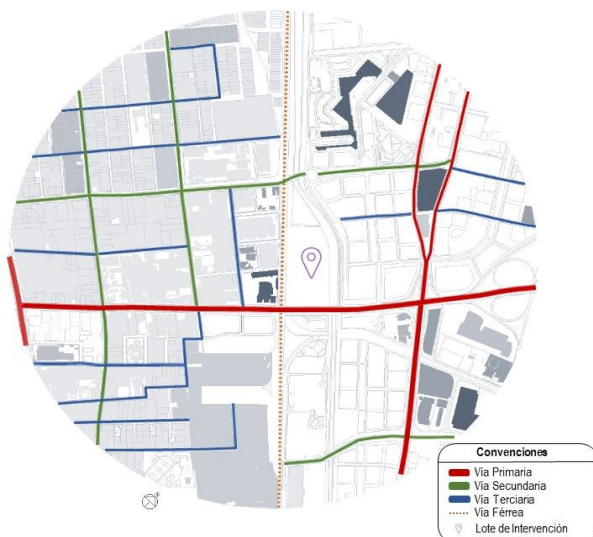 Convenciones
Vía Primaria
Vía Secundaria
Vía Terciaria
Vía Férrea
Lote de Intervención